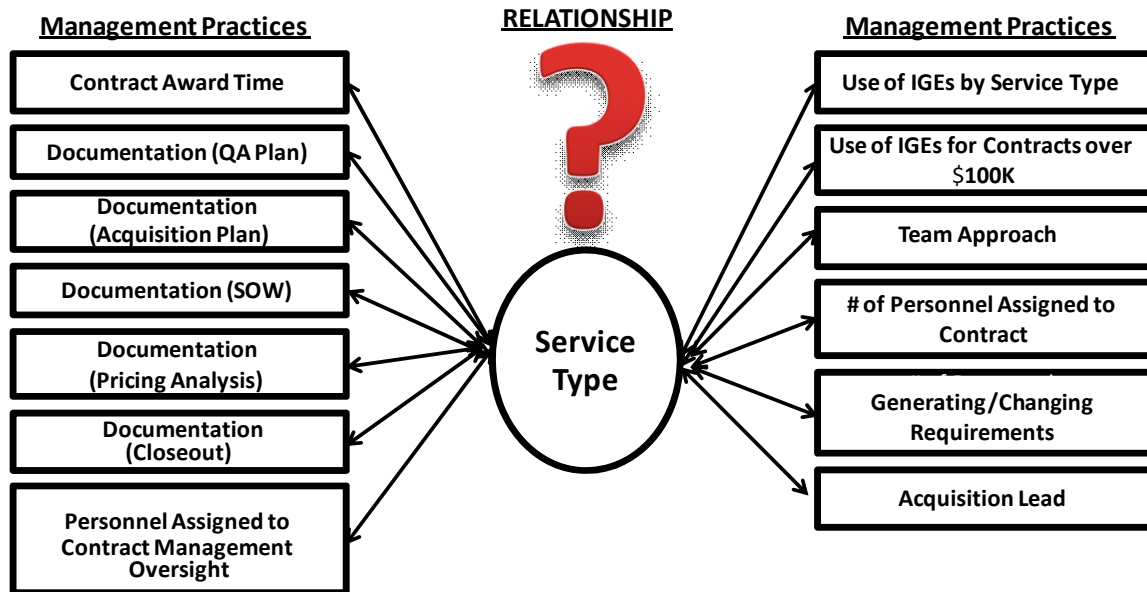 Management Practices
Contract Award Time
Documentation (QA Plan)
Documentation
(Acquisition Plan)
Documentation (SOW)
Documentation
(Pricing Analysis)
Documentation
(Closeout)
Personnel Assigned to
Contract Management
Oversight
RELATIONSHIP
?
Service
Type
Management Practices
Use of IGEs by Service Type
Use of IGEs for Contracts over
$100K
Team Approach
# of Personnel Assigned to
Contract
Generating/Changing
Requirements
Acquisition Lead